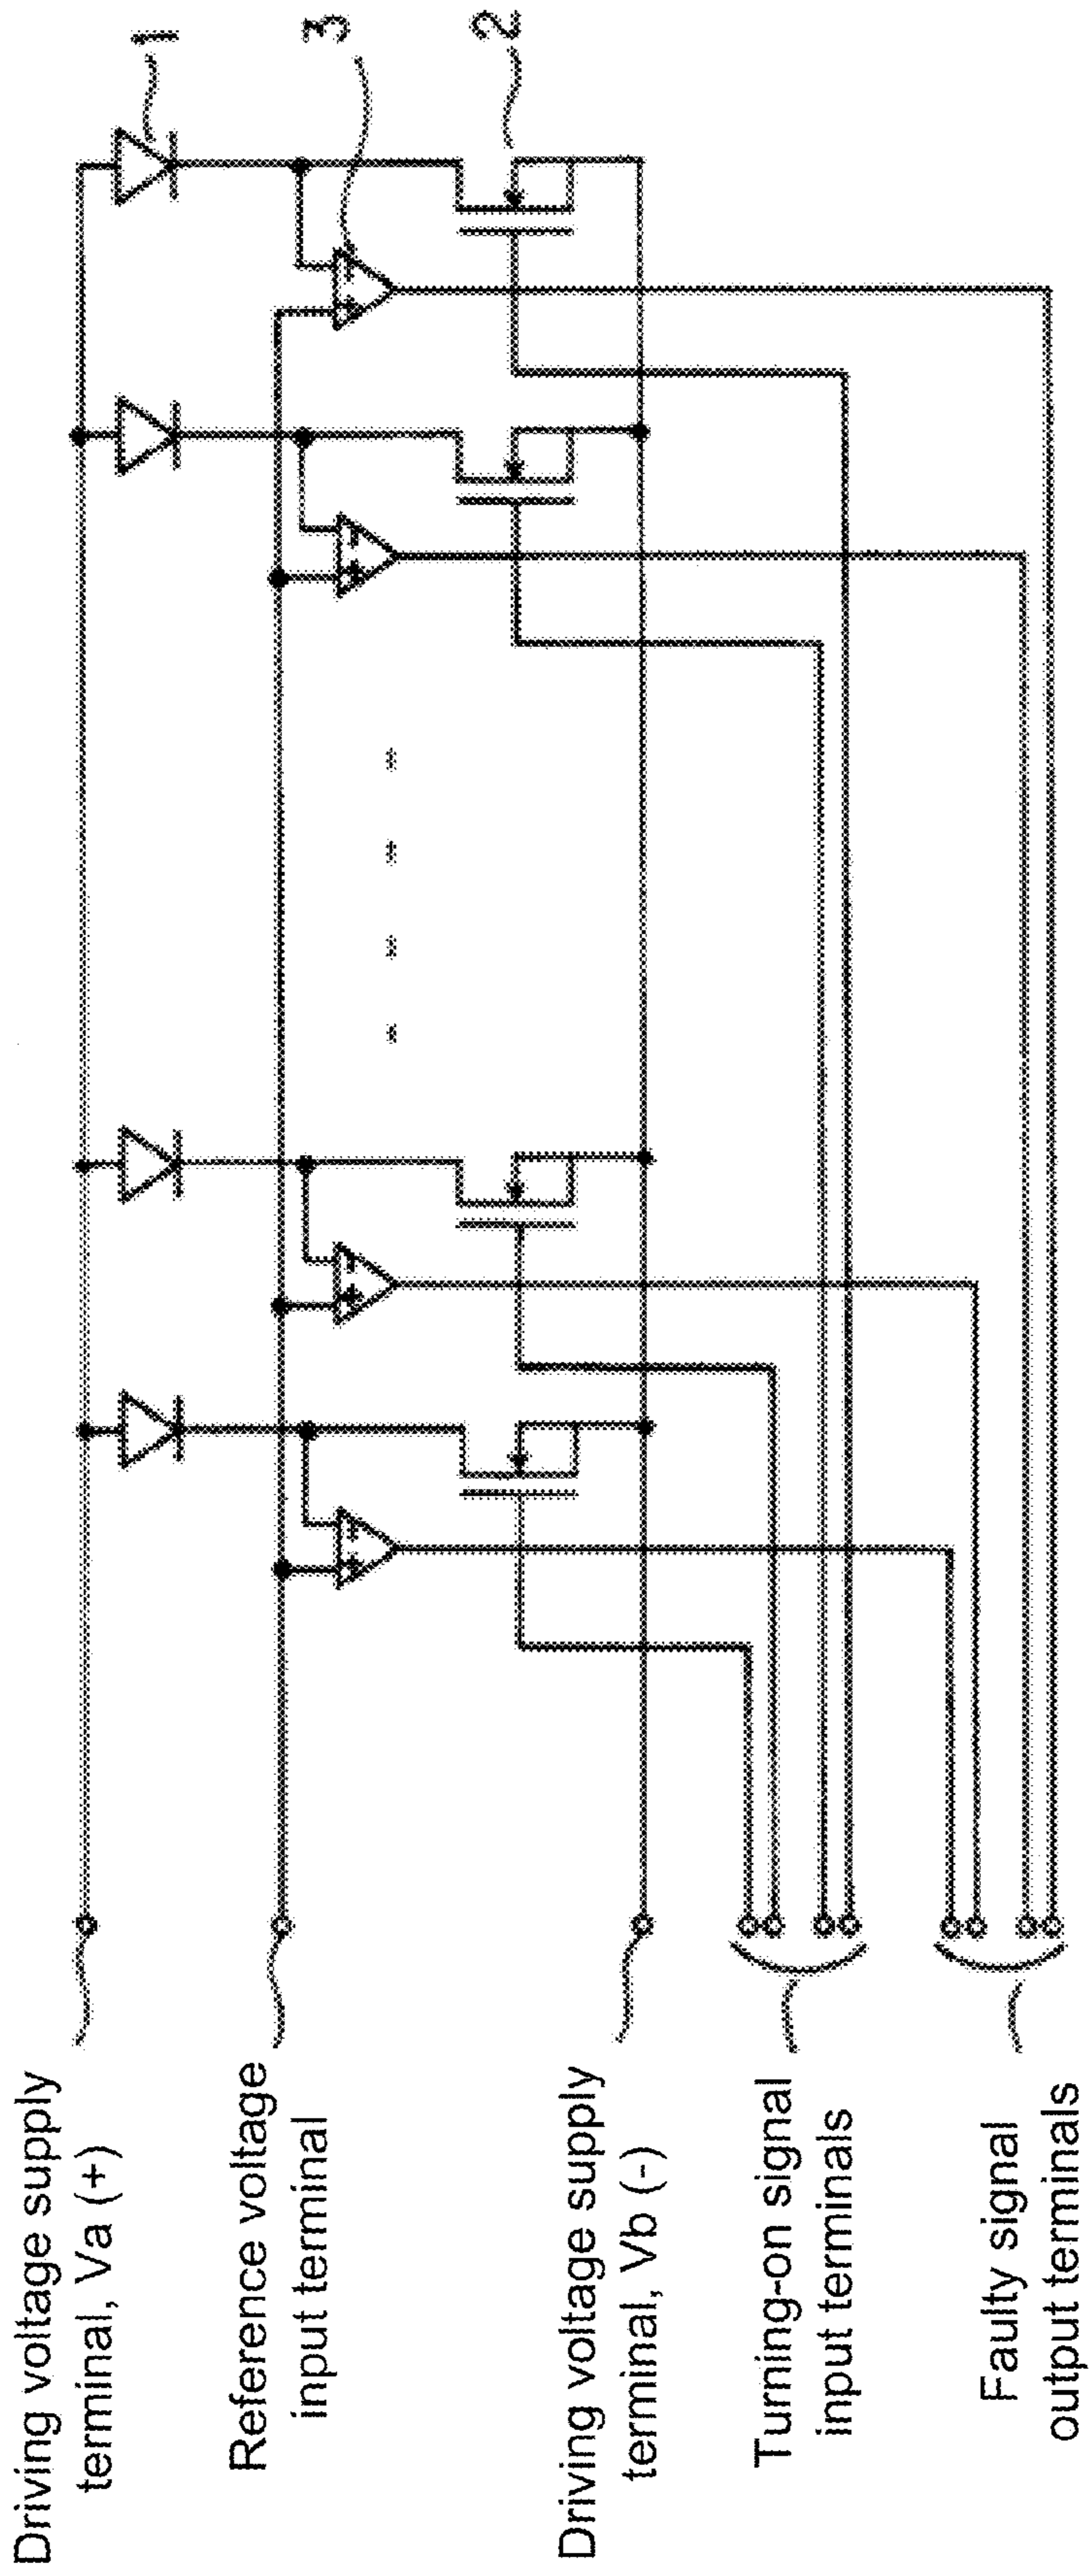 1
3
2
Driving voltage supply
terminal, Va (+)
Reference voltage
input terminal
Driving voltage supply
terminal, Vb (-)
Turning-on signal
input terminals
Faulty signal
output terminals